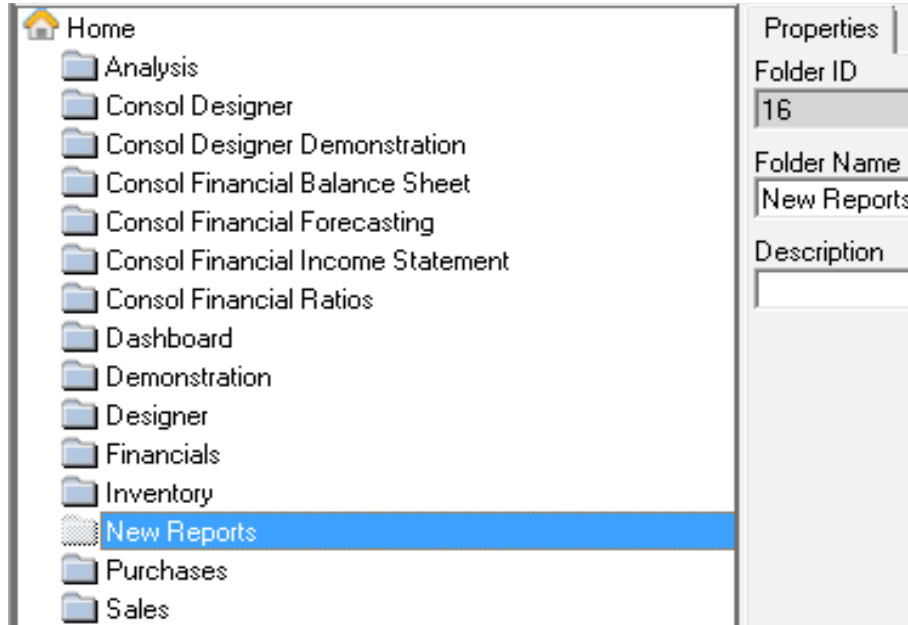 Home
Analysis
Consol Designer
Consol Designer Demonstration
Consol Financial Balance Sheet
Consol Financial Forecasting
Consol Financial Income Statement
Consol Financial Ratios
Dashboard
Demonstration
Designer
Financials
Inventory
New Reports
Purchases
Sales
Properties
Folder ID
16
Folder Name
New Reports
Description